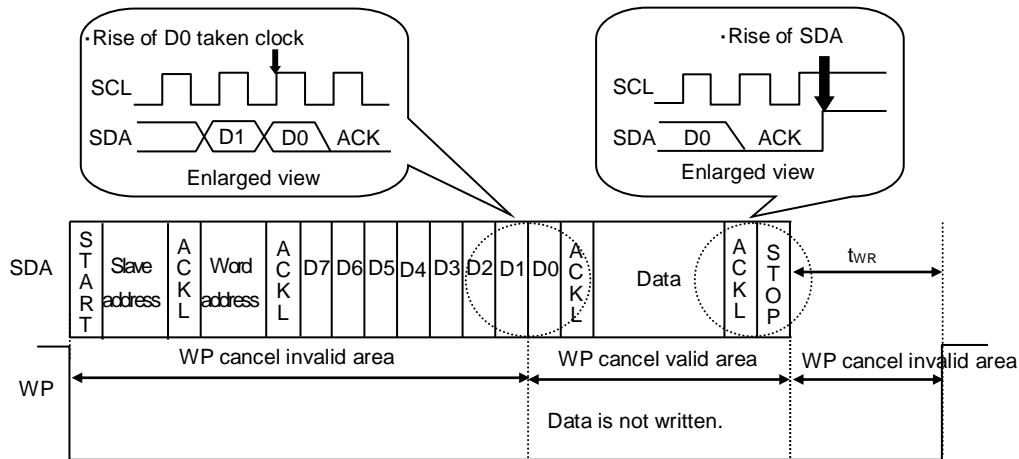 ・Rise of D0 taken clock
SCL
SDA D1 D0 ACK
Enlarged view
・Rise of SDA
SCL
SDA D0 ACK
Enlarged view
SDA
START
Slave address
ACKL
Word address
ACKL
D7 D6 D5 D4 D3 D2 D1 D0
ACKL
Data
ACKL
STOP
tWR
WP
WP cancel invalid area
WP cancel valid area
WP cancel invalid area
Data is not written.